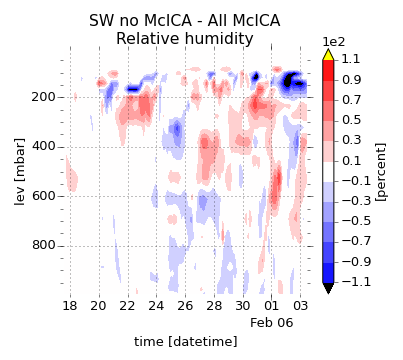 SW no McICA - All McICA
Relative humidity
1e2
1.1
0.9
0.7
0.5
0.3
0.1
−0.1
−0.3
−0.5
−0.7
−0.9
−1.1
[percent]
lev [mbar]
200
400
600
800
18 20 22 24 26 28 30 01 03
Feb 06
time [datetime]